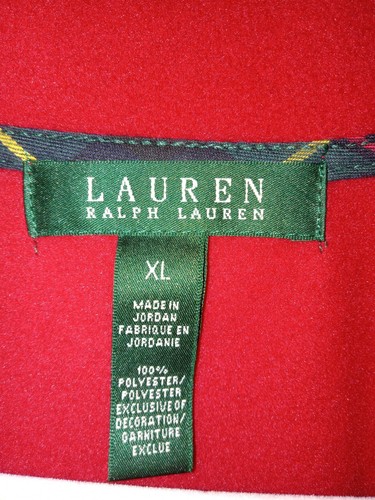 LAUREN
RALPH LAUREN
XL
MADE IN
JORDAN
FABRIQUE EN
JORDANIE
100%
POLYESTER/
POLYESTER
EXCLUSIVE OF
DECORATION/
GARNITURE
EXCLUE